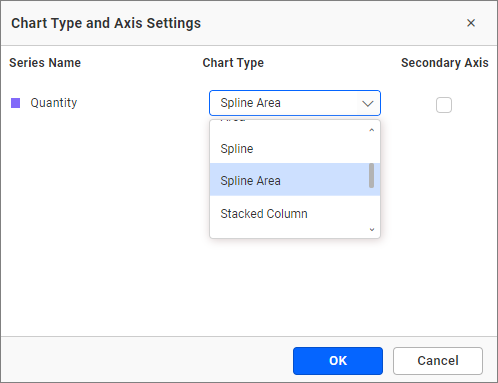 Chart Type and Axis Settings
Series Name Chart Type Secondary Axis
Quantity Spline Area
Area
Spline
Spline Area
Stacked Column
OK Cancel